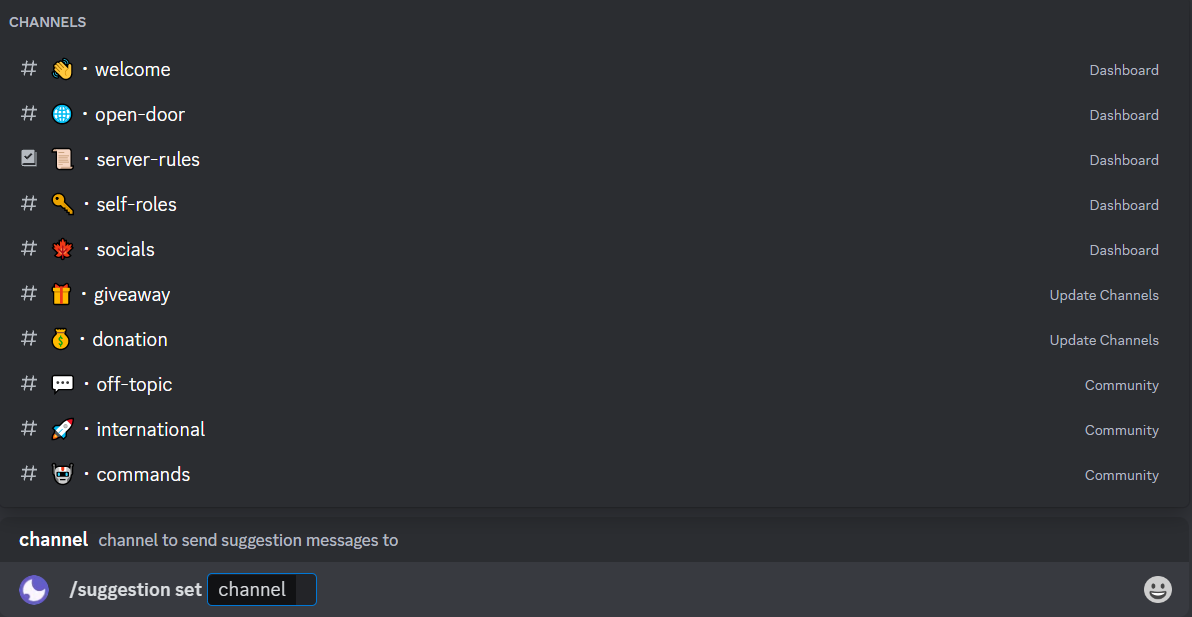 CHANNELS
# 👋・welcome Dashboard
# 🌐・open-door Dashboard
📜・server-rules Dashboard
# 🔑・self-roles Dashboard
# 🍁・socials Dashboard
# 🎁・giveaway Update Channels
# 💰・donation Update Channels
# 💬・off-topic Community
# 🚀・international Community
# 🤖・commands Community
channel channel to send suggestion messages to
/suggestion set channel